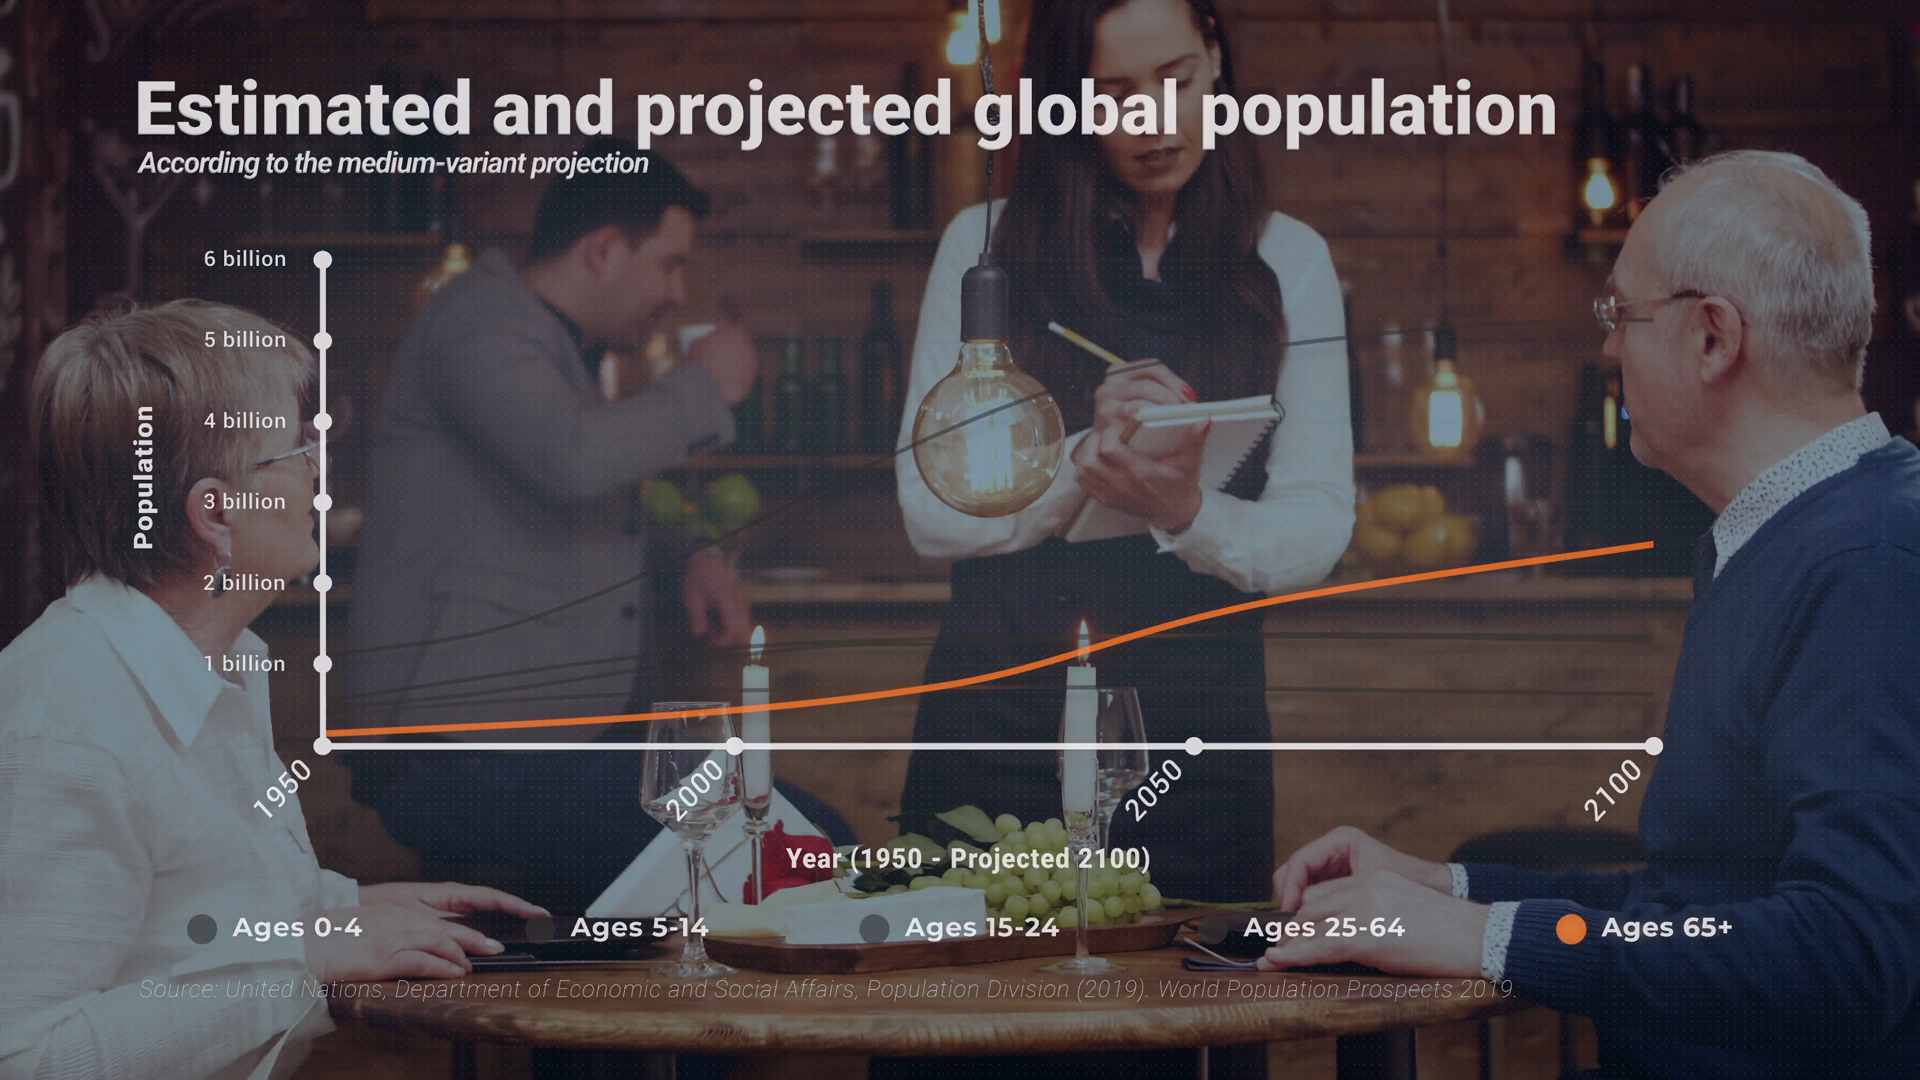 Estimated and projected global population
According to the medium-variant projection
6 billion
5 billion
4 billion
3 billion
2 billion
1 billion
Population
1950
2000
2050
2100
Year (1950 - Projected 2100)
Ages 0-4
Ages 5-14
Ages 15-24
Ages 25-64
Ages 65+
Source: United Nations, Department of Economic and Social Affairs, Population Division (2019). World Population Prospects 2019.